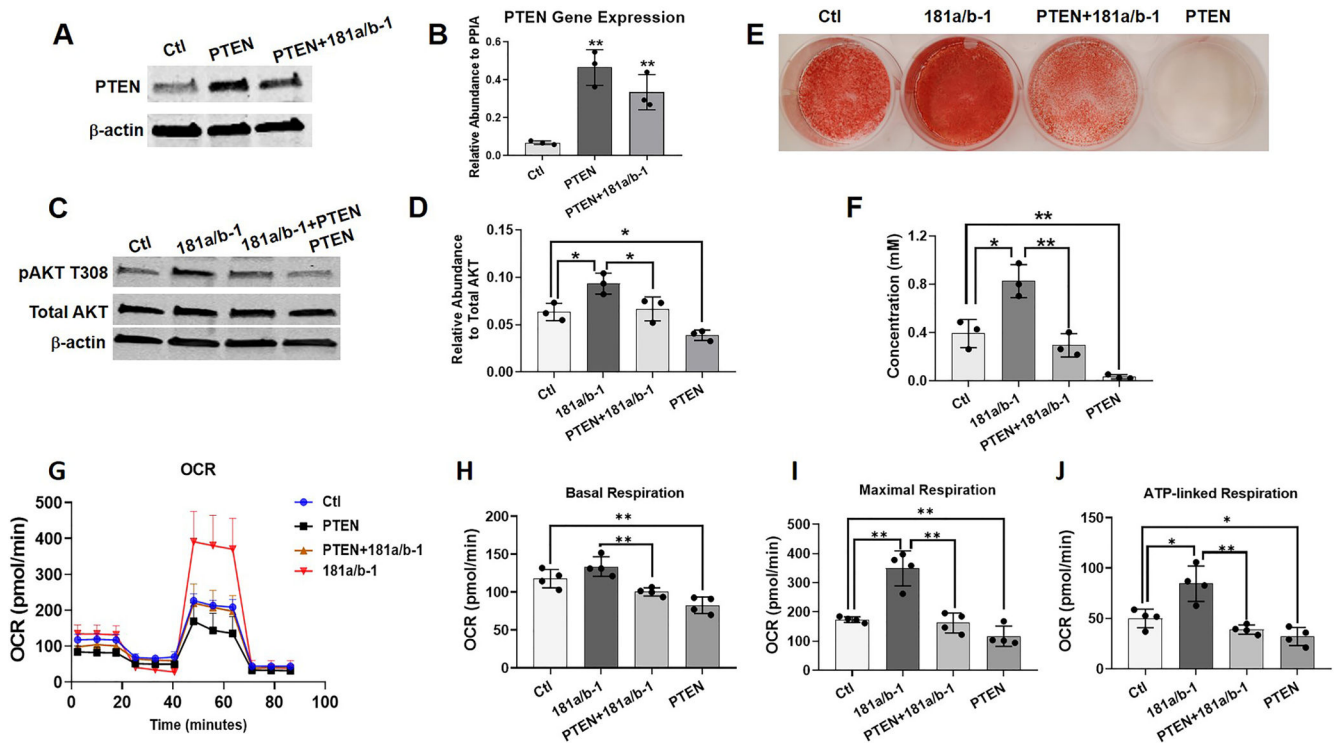 A
Ctl
PTEN
PTEN+181a/b-1
PTEN
β-actin
B
PTEN Gene Expression
Relative Abundance to PPIA
0.6
0.4
0.2
0.0
**
**
Ctl
PTEN
PTEN+181a/b-1
E
Ctl
181a/b-1
PTEN+181a/b-1
PTEN
C
Ctl
181a/b-1
181a/b-1+PTEN
PTEN
pAKT T308
Total AKT
β-actin
D
Relative Abundance
to Total AKT
0.15
0.10
0.05
0.00
*
*
*
Ctl
181a/b-1
PTEN+181a/b-1
PTEN
F
Concentration (mM)
1.2
0.8
0.4
0.0
**
*
**
Ctl
181a/b-1
PTEN+181a/b-1
PTEN
G
OCR
OCR (pmol/min)
500
400
300
200
100
0
0
20
40
60
80
100
Time (minutes)
Ctl
PTEN
PTEN+181a/b-1
181a/b-1
H
Basal Respiration
OCR (pmol/min)
200
150
100
50
0
**
**
Ctl
181a/b-1
PTEN+181a/b-1
PTEN
I
Maximal Respiration
OCR (pmol/min)
500
400
300
200
100
0
**
**
**
Ctl
181a/b-1
PTEN+181a/b-1
PTEN
J
ATP-linked Respiration
OCR (pmol/min)
150
100
50
0
*
*
**
Ctl
181a/b-1
PTEN+181a/b-1
PTEN